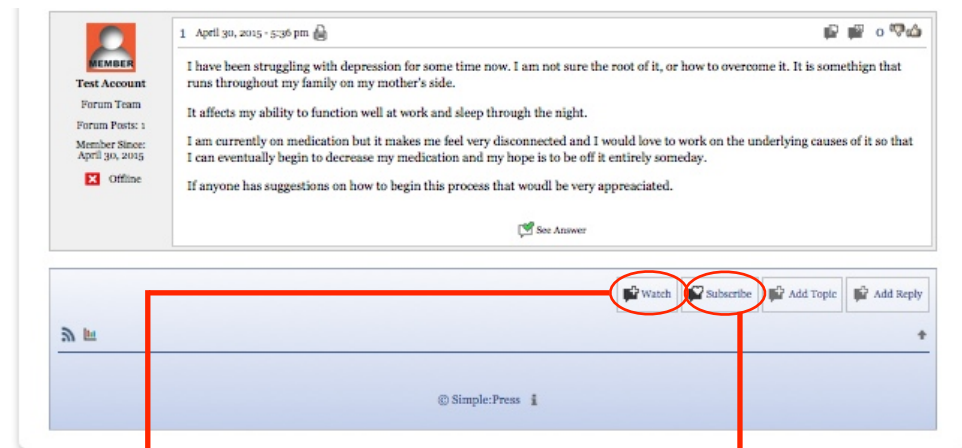 MEMBER
Test Account
Forum Team
Forum Posts: 1
Member Since:
April 30, 2015
Offline
1 April 30, 2015 - 5:36 pm
0
I have been struggling with depression for some time now. I am not sure the root of it, or how to overcome it. It is somethign that
runs throughout my family on my mother's side.
It affects my ability to function well at work and sleep through the night.
I am currently on medication but it makes me feel very disconnected and I would love to work on the underlying causes of it so that
I can eventually begin to decrease my medication and my hope is to be off it entirely someday.
If anyone has suggestions on how to begin this process that woudl be very appreaciated.
See Answer
Watch Subscribe Add Topic Add Reply
© Simple:Press